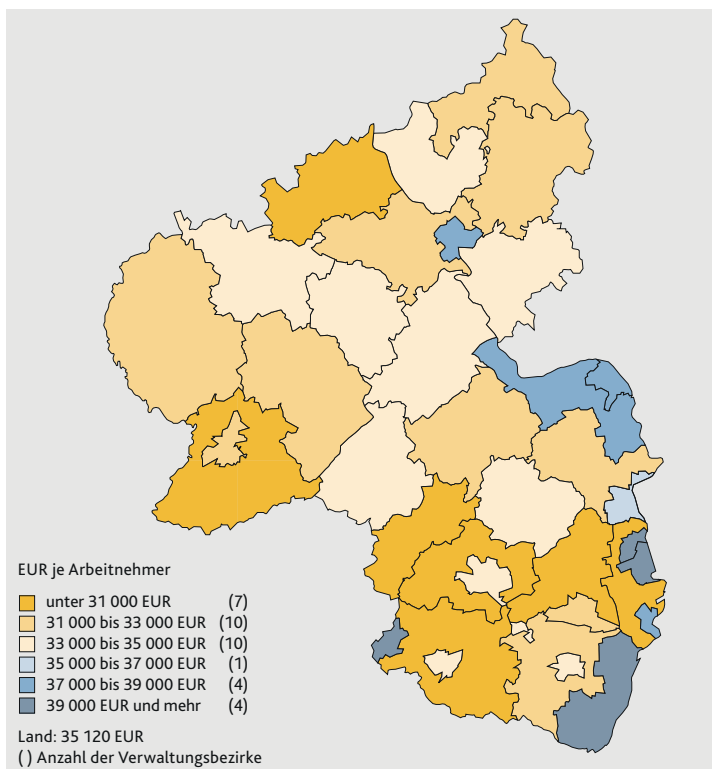 EUR je Arbeitnehmer
unter 31 000 EUR (7)
31 000 bis 33 000 EUR (10)
33 000 bis 35 000 EUR (10)
35 000 bis 37 000 EUR (1)
37 000 bis 39 000 EUR (4)
39 000 EUR und mehr (4)
Land: 35 120 EUR
( ) Anzahl der Verwaltungsbezirke